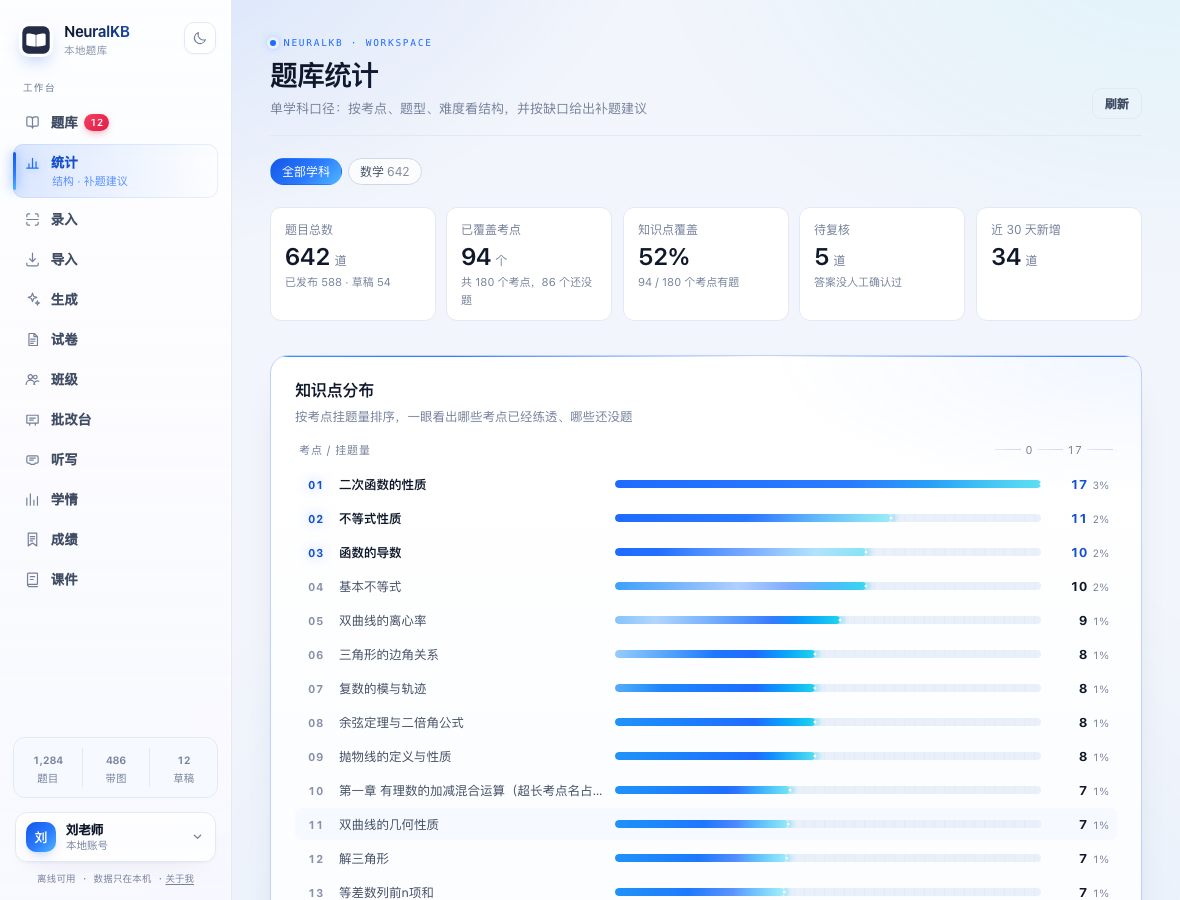 NeuralKB
本地题库
工作台
题库 12
统计
结构 · 补题建议
录入
导入
生成
试卷
班级
批改台
听写
学情
成绩
课件
1,284 486 12
题目 带图 草稿
刘 刘老师
本地账号
离线可用 · 数据只在本机 · 关于我
NEURALKB · WORKSPACE
题库统计
单学科口径：按考点、题型、难度看结构，并按缺口给出补题建议
刷新
全部学科 数学 642
题目总数
642 道
已发布 588 · 草稿 54
已覆盖考点
94 个
共 180 个考点，86 个还没
题
知识点覆盖
52%
94 / 180 个考点有题
待复核
5 道
答案没人工确认过
近 30 天新增
34 道
知识点分布
按考点挂题量排序，一眼看出哪些考点已经练透、哪些还没题
考点 / 挂题量 0 17
01 二次函数的性质 17 3%
02 不等式性质 11 2%
03 函数的导数 10 2%
04 基本不等式 10 2%
05 双曲线的离心率 9 1%
06 三角形的边角关系 8 1%
07 复数的模与轨迹 8 1%
08 余弦定理与二倍角公式 8 1%
09 抛物线的定义与性质 8 1%
10 第一章 有理数的加减混合运算（超长考点名占... 7 1%
11 双曲线的几何性质 7 1%
12 解三角形 7 1%
13 等差数列前n项和 7 1%